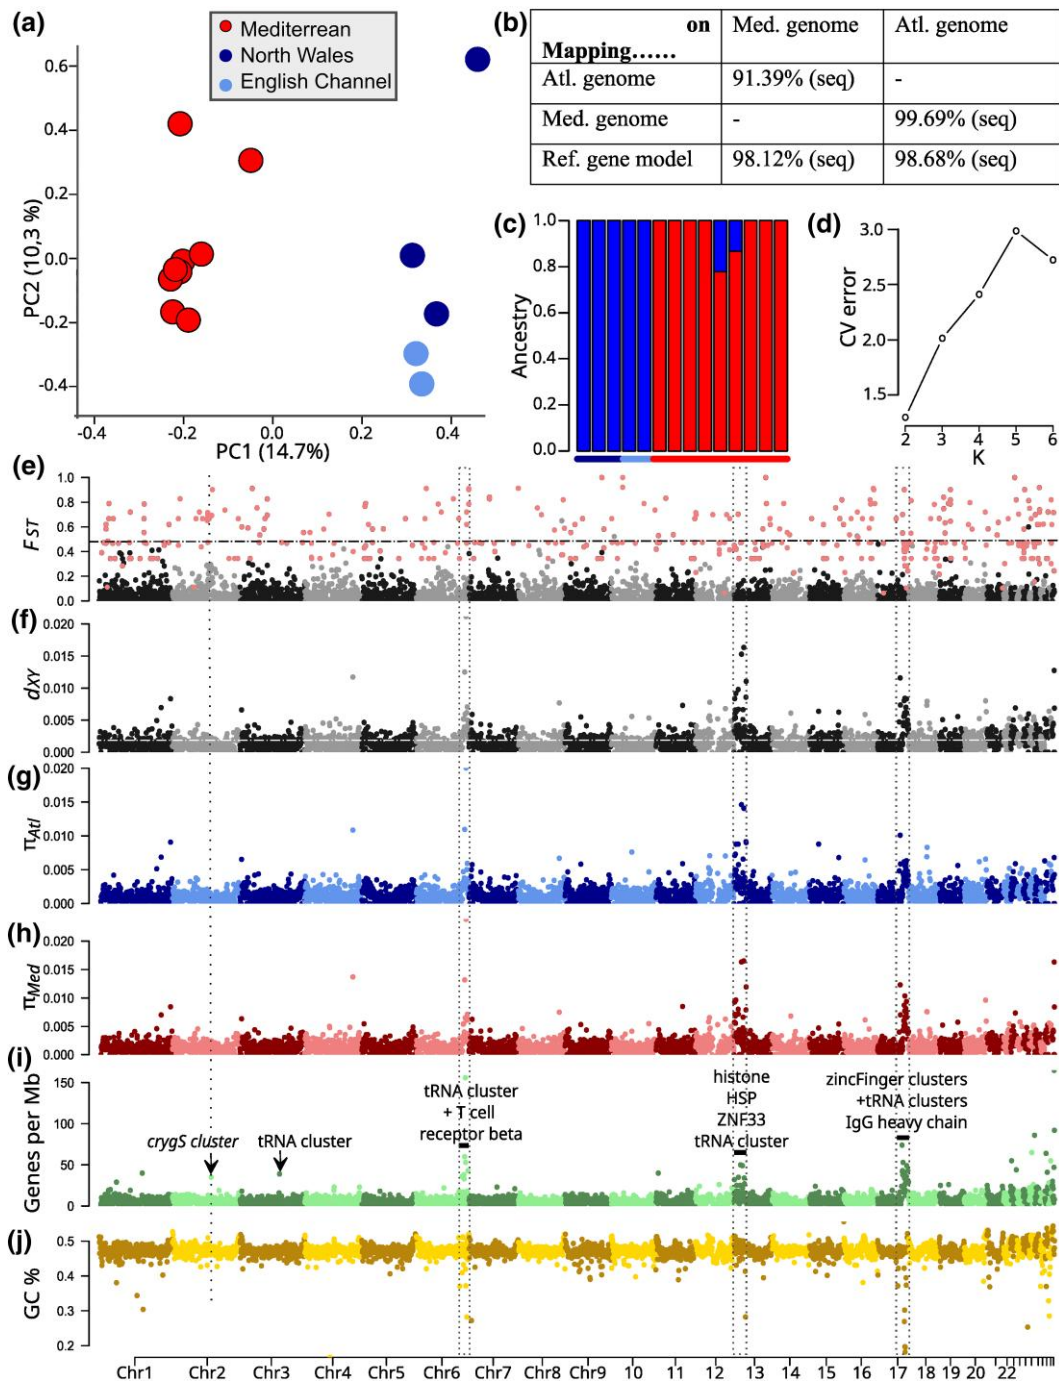 (a)
Mediterrean
North Wales
English Channel
0.6
0.4
0.2
0.0
-0.2
-0.4
PC2 (10,3 %)
-0.4
-0.2
0.0
0.2
0.4
PC1 (14.7%)
(b)
on
Mapping......
Med. genome
Atl. genome
Atl. genome
91.39% (seq)
-
Med. genome
-
99.69% (seq)
Ref. gene model
98.12% (seq)
98.68% (seq)
(c)
1.0
0.8
0.6
0.4
0.2
0.0
Ancestry
(d)
3.0
2.5
2.0
1.5
CV error
2
3
4
5
6
K
(e)
1.0
0.8
0.6
0.4
0.2
0.0
FST
(f)
0.020
0.015
0.010
0.005
0.000
dXY
(g)
0.020
0.015
0.010
0.005
0.000
πAtl
(h)
0.020
0.015
0.010
0.005
0.000
πMed
(i)
150
100
50
0
Genes per Mb
crygS cluster
tRNA cluster
tRNA cluster
+ T cell
receptor beta
histone
HSP
ZNF33
tRNA cluster
zincFinger clusters
+tRNA clusters
IgG heavy chain
(j)
0.5
0.4
0.3
0.2
GC %
Chr1
Chr2
Chr3
Chr4
Chr5
Chr6
Chr7
Chr8
Chr9
10
11
12
13
14
15
16
17
18
19
20
22